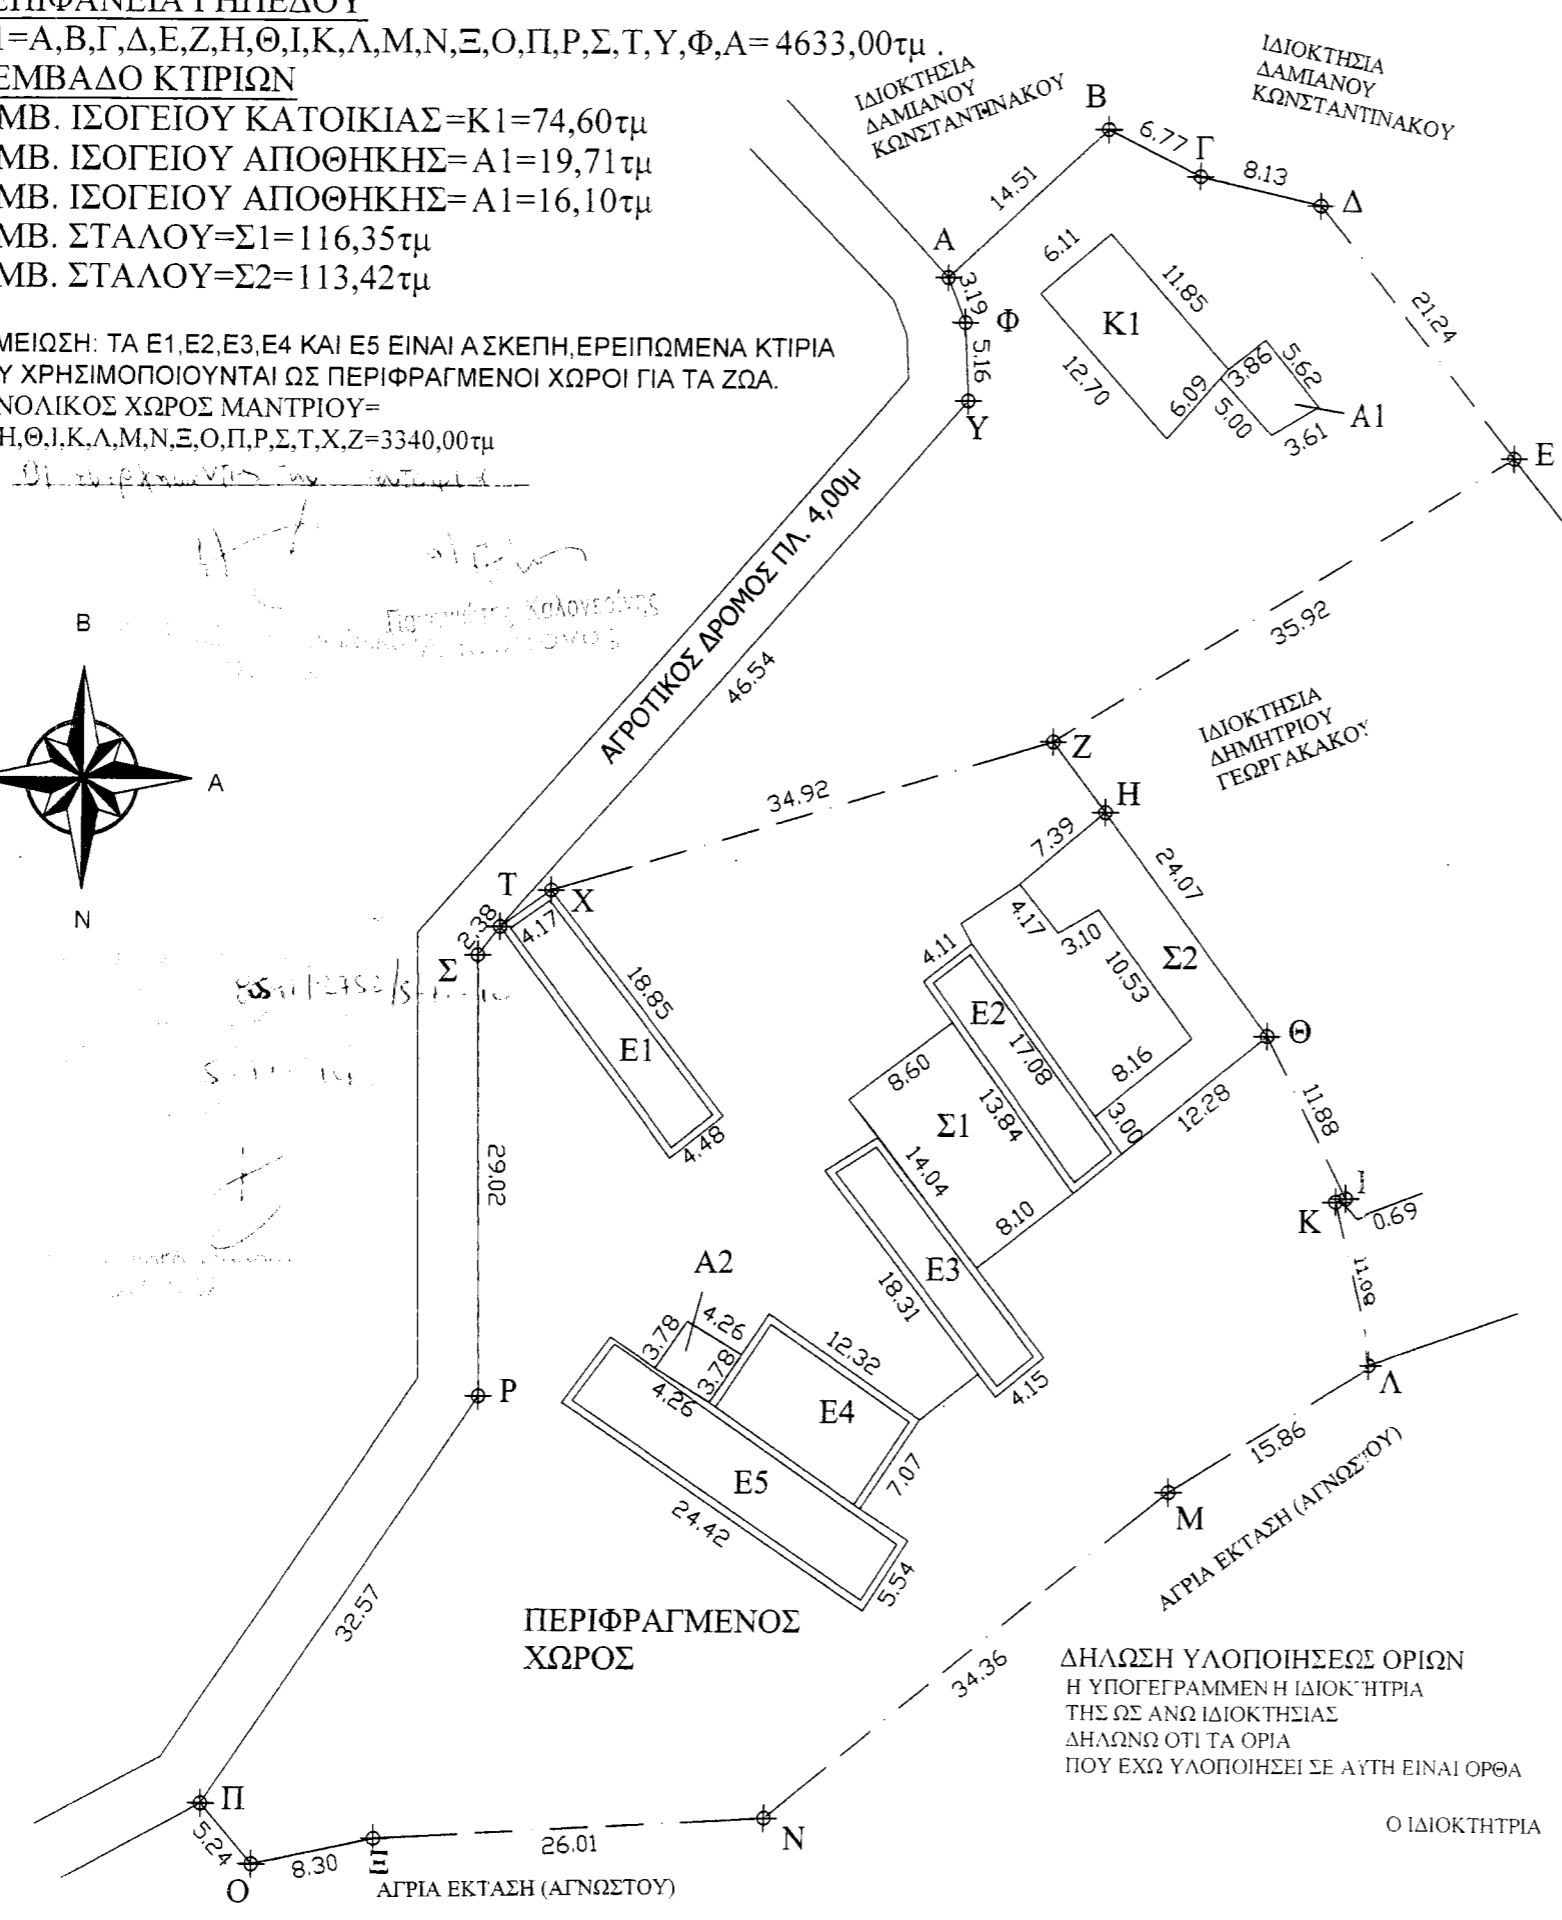 ΕΠΙΦΑΝΕΙΑ ΓΗΠΕΔΟΥ
1=Α,Β,Γ,Δ,Ε,Ζ,Η,Θ,Ι,Κ,Λ,Μ,Ν,Ξ,Ο,Π,Ρ,Σ,Τ,Υ,Φ,Α= 4633,00τμ .
ΕΜΒΑΔΟ ΚΤΙΡΙΩΝ
ΜΒ. ΙΣΟΓΕΙΟΥ ΚΑΤΟΙΚΙΑΣ=Κ1=74,60τμ
ΜΒ. ΙΣΟΓΕΙΟΥ ΑΠΟΘΗΚΗΣ=Α1=19,71τμ
ΜΒ. ΙΣΟΓΕΙΟΥ ΑΠΟΘΗΚΗΣ=Α1=16,10τμ
ΜΒ. ΣΤΑΛΟΥ=Σ1=116,35τμ
ΜΒ. ΣΤΑΛΟΥ=Σ2=113,42τμ
ΜΕΙΩΣΗ: ΤΑ Ε1,Ε2,Ε3,Ε4 ΚΑΙ Ε5 ΕΙΝΑΙ ΑΣΚΕΠΗ,ΕΡΕΙΠΩΜΕΝΑ ΚΤΙΡΙΑ
Υ ΧΡΗΣΙΜΟΠΟΙΟΥΝΤΑΙ ΩΣ ΠΕΡΙΦΡΑΓΜΕΝΟΙ ΧΩΡΟΙ ΓΙΑ ΤΑ ΖΩΑ.
ΝΟΛΙΚΟΣ ΧΩΡΟΣ ΜΑΝΤΡΙΟΥ=
Η,Θ,Ι,Κ,Λ,Μ,Ν,Ξ,Ο,Π,Ρ,Σ,Τ,Χ,Ζ=3340,00τμ
ΙΔΙΟΚΤΗΣΙΑ
ΔΑΜΙΑΝΟΥ
ΚΩΝΣΤΑΝΤΙΝΑΚΟΥ
ΙΔΙΟΚΤΗΣΙΑ
ΔΑΜΙΑΝΟΥ
ΚΩΝΣΤΑΝΤΙΝΑΚΟΥ
Β
6.77
Γ
8.13
Δ
14.51
Α
3.19
Φ
5.16
Υ
6.11
11.85
Κ1
12.70
6.09
3.86
5.62
5.00
3.61
Α1
21.24
Ε
35.92
ΑΓΡΟΤΙΚΟΣ ΔΡΟΜΟΣ ΠΛ. 4,00μ
46.54
Β
Α
Ν
Ζ
34.92
ΙΔΙΟΚΤΗΣΙΑ
ΔΗΜΗΤΡΙΟΥ
ΓΕΩΡΓΑΚΑΚΟΥ
Η
7.39
24.07
Τ
Χ
2.38
4.17
Σ
18.85
Ε1
4.48
4.11
4.17
3.10
10.53
Σ2
Ε2
17.08
8.16
3.00
12.28
Θ
8.60
Σ1
13.84
14.04
8.10
11.88
Ι
Κ
0.69
11.08
Λ
29.02
Α2
Ε3
18.31
4.15
3.78
4.26
3.78
4.26
12.32
Ε4
7.07
Ρ
Ε5
24.42
5.54
15.86
Μ
ΑΓΡΙΑ ΕΚΤΑΣΗ (ΑΓΝΩΣΤΟΥ)
32.57
ΠΕΡΙΦΡΑΓΜΕΝΟΣ
ΧΩΡΟΣ
34.36
ΔΗΛΩΣΗ ΥΛΟΠΟΙΗΣΕΩΣ ΟΡΙΩΝ
Η ΥΠΟΓΕΓΡΑΜΜΕΝΗ ΙΔΙΟΚΤΗΤΡΙΑ
ΤΗΣ ΩΣ ΑΝΩ ΙΔΙΟΚΤΗΣΙΑΣ
ΔΗΛΩΝΩ ΟΤΙ ΤΑ ΟΡΙΑ
ΠΟΥ ΕΧΩ ΥΛΟΠΟΙΗΣΕΙ ΣΕ ΑΥΤΗ ΕΙΝΑΙ ΟΡΘΑ
Ο ΙΔΙΟΚΤΗΤΡΙΑ
Π
5.24
Ο
8.30
Ξ
26.01
Ν
ΑΓΡΙΑ ΕΚΤΑΣΗ (ΑΓΝΩΣΤΟΥ)